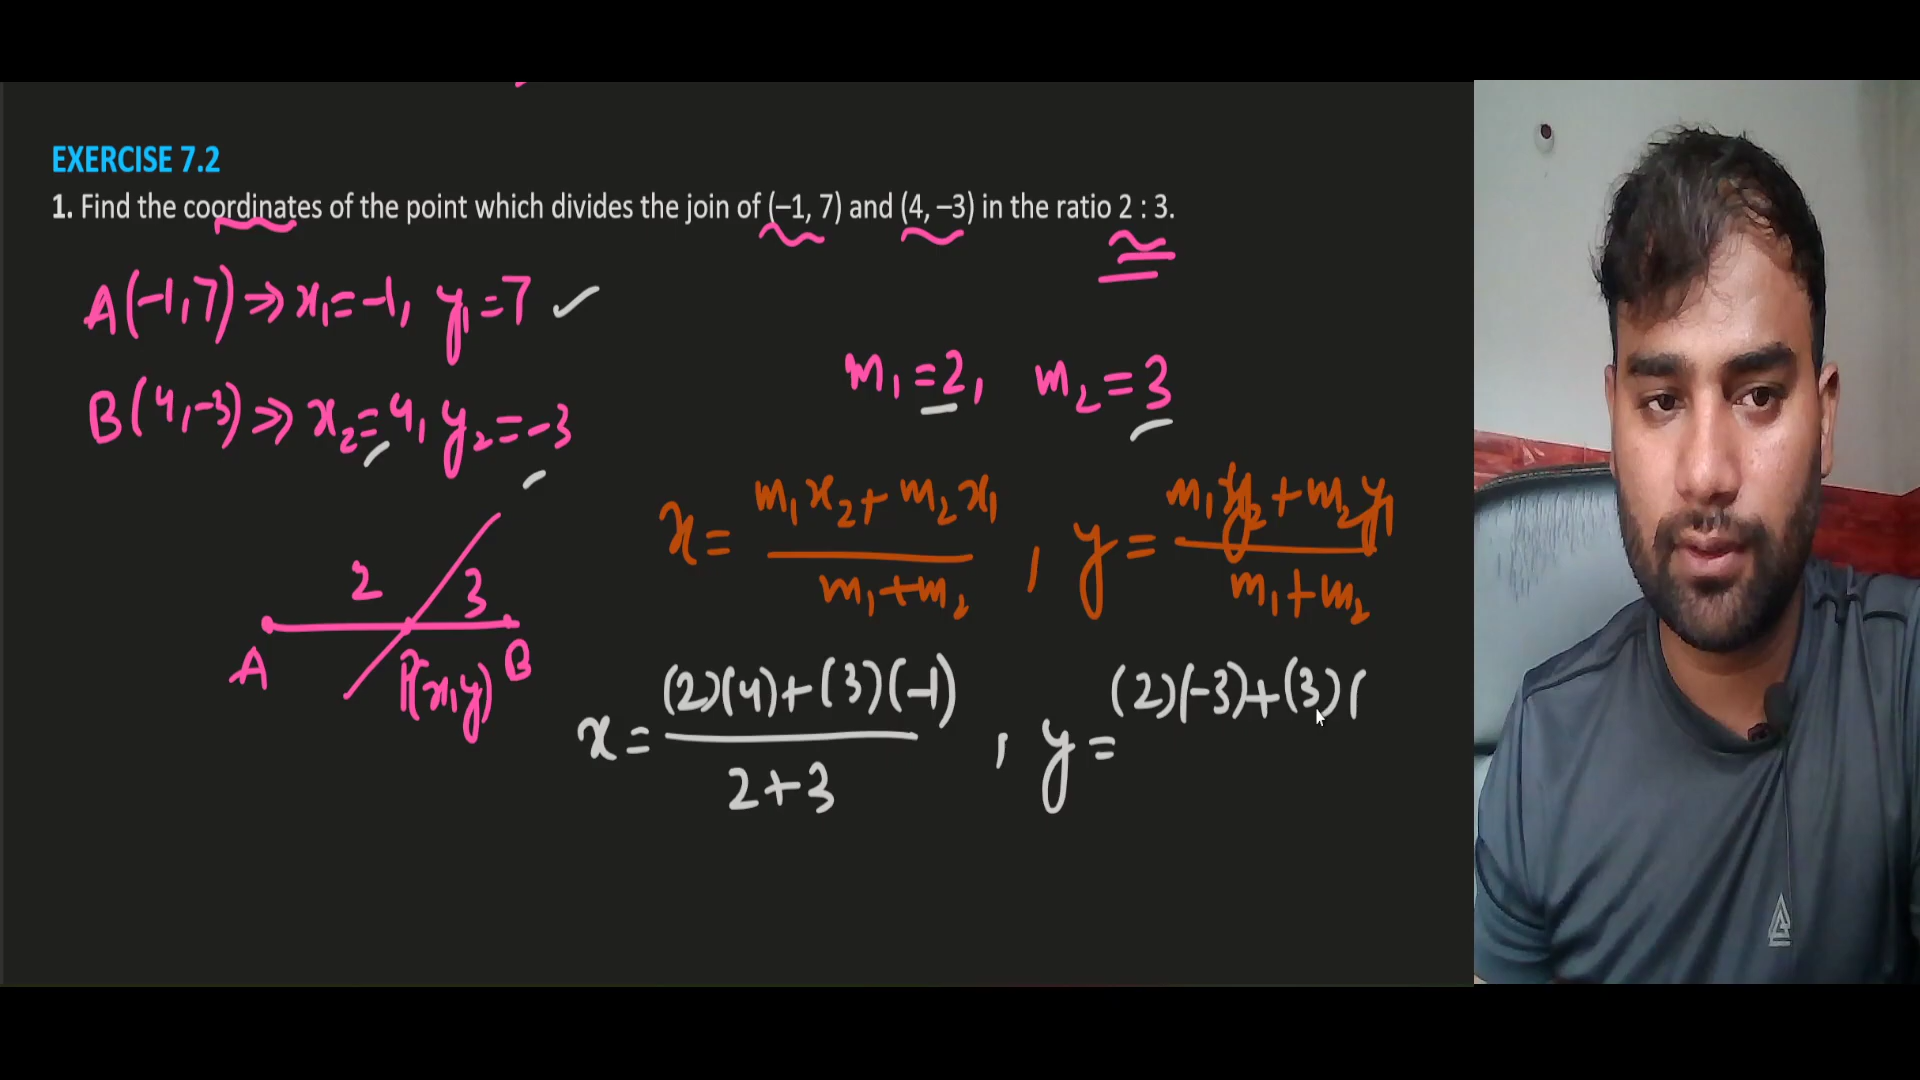 EXERCISE 7.2
1. Find the coordinates of the point which divides the join of (–1, 7) and (4, –3) in the ratio 2 : 3.
A(-1,7) ⇒ x₁=-1, y₁=7 ✓
m₁=2, m₂=3
B(4,-3) ⇒ x₂=4, y₂=-3
x= (m₁x₂+m₂x₁)/(m₁+m₂) , y= (m₁y₂+m₂y₁)/(m₁+m₂)
2 3
A P(x,y) B
x= ((2)(4)+(3)(-1))/(2+3) , y= (2)(-3)+(3)(